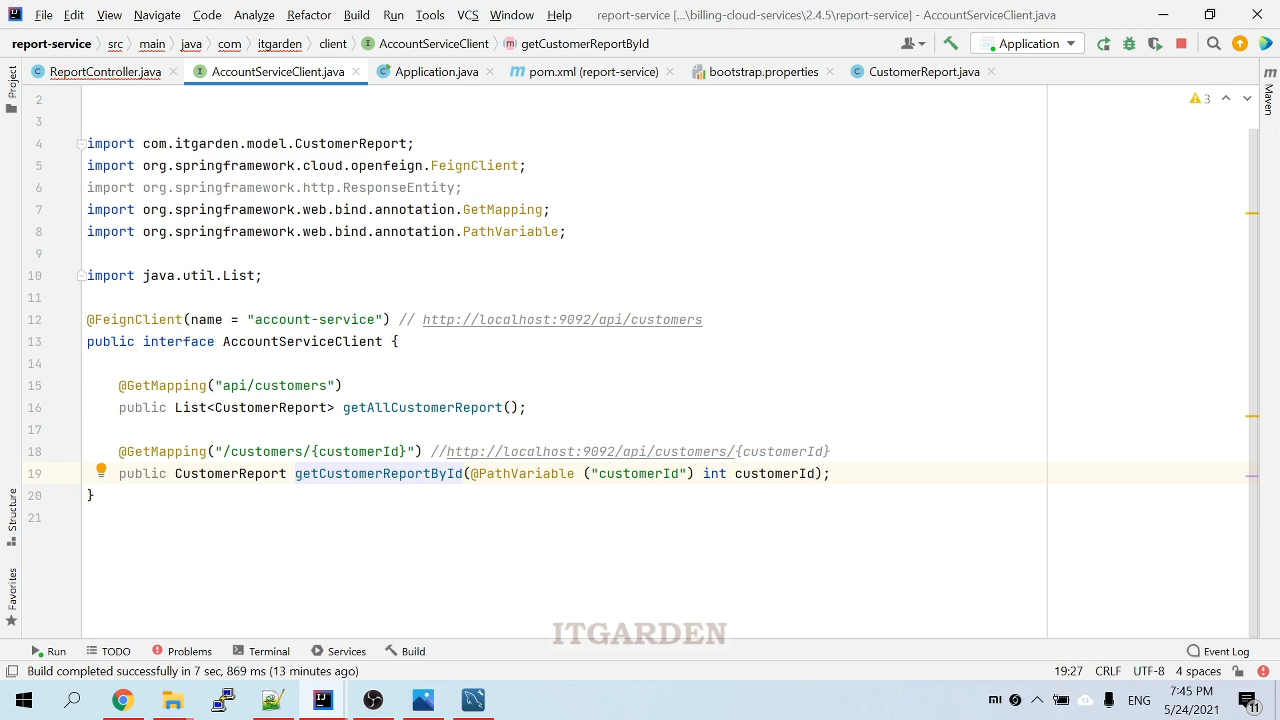 File Edit View Navigate Code Analyze Refactor Build Run Tools VCS Window Help report-service [...\billing-cloud-services\2.4.5\report-service] - AccountServiceClient.java
report-service src main java com itgarden client AccountServiceClient getCustomerReportById Application
Project ReportController.java AccountServiceClient.java Application.java pom.xml (report-service) bootstrap.properties CustomerReport.java Maven
2 3
3
4 import com.itgarden.model.CustomerReport;
5 import org.springframework.cloud.openfeign.FeignClient;
6 import org.springframework.http.ResponseEntity;
7 import org.springframework.web.bind.annotation.GetMapping;
8 import org.springframework.web.bind.annotation.PathVariable;
9
10 import java.util.List;
11
12 @FeignClient(name = "account-service") // http://localhost:9092/api/customers
13 public interface AccountServiceClient {
14
15 @GetMapping("api/customers")
16 public List<CustomerReport> getAllCustomerReport();
17
18 @GetMapping("/customers/{customerId}") //http://localhost:9092/api/customers/{customerId}
19 public CustomerReport getCustomerReportById(@PathVariable ("customerId") int customerId);
20 }
21
Structure
Favorites
ITGARDEN
Run TODO Problems Terminal Services Build Event Log
Build completed successfully in 7 sec, 869 ms (13 minutes ago) 19:27 CRLF UTF-8 4 spaces
ENG 7:45 PM
5/24/2021 11